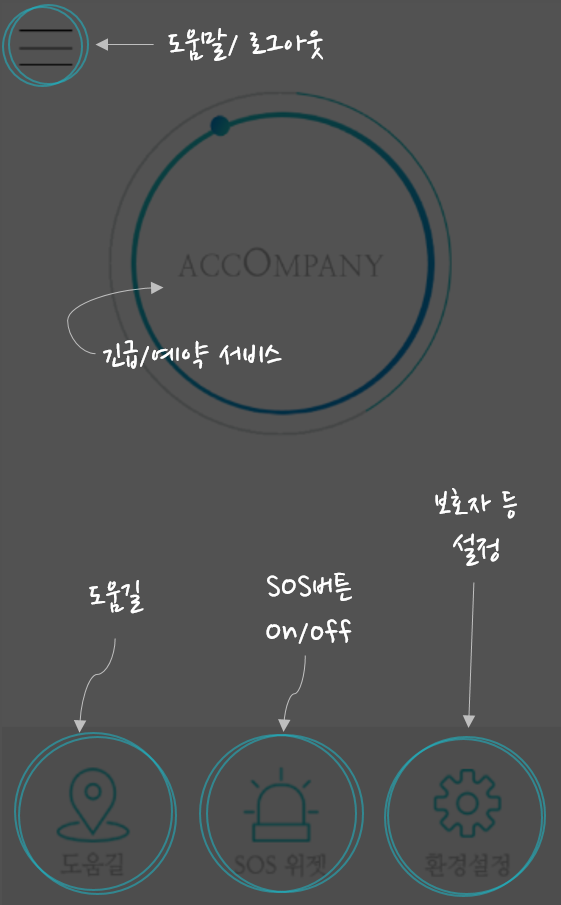 도움말/ 로그아웃
ACCOMPANY
긴급/예약 서비스
보호자 등
설정
도움길
SOS버튼
on/off
도움길
SOS 위젯
환경설정